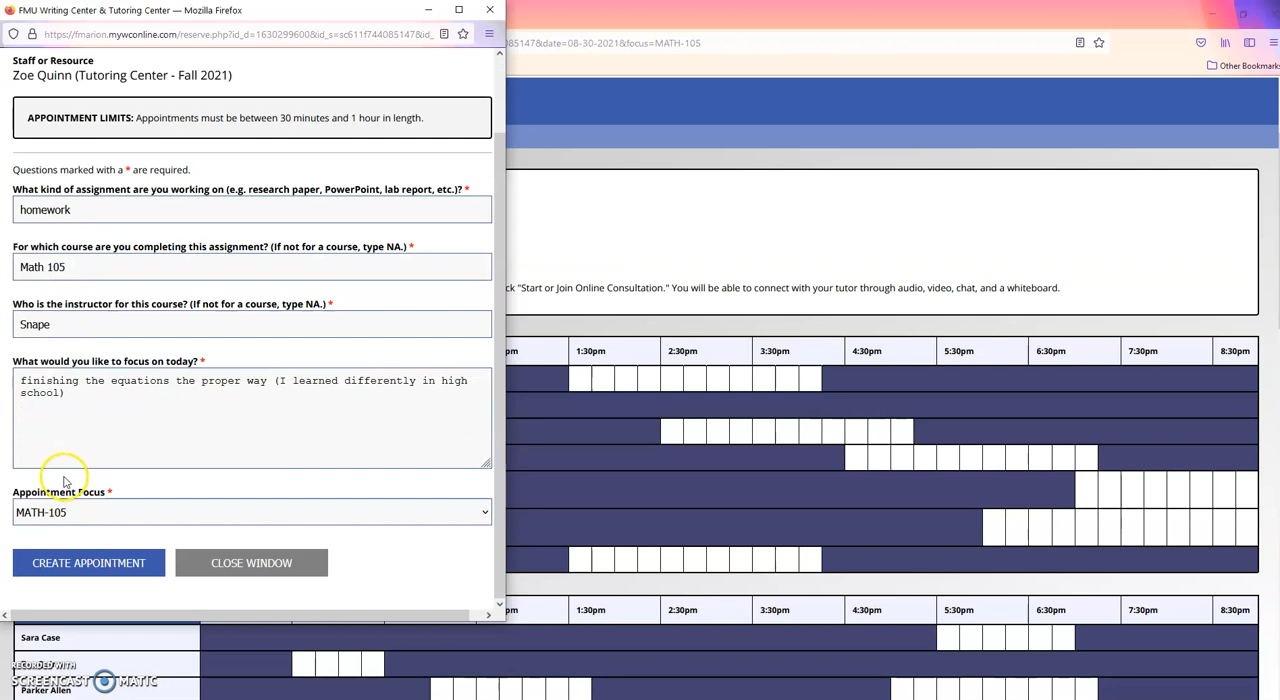 FMU Writing Center & Tutoring Center — Mozilla Firefox
https://fmarion.mywconline.com/reserve.php?id_d=1630299600&id_s=sc611f744085147&id_
85147&date=08-30-2021&focus=MATH-105
Other Bookmarks
Staff or Resource
Zoe Quinn (Tutoring Center - Fall 2021)
APPOINTMENT LIMITS: Appointments must be between 30 minutes and 1 hour in length.
Questions marked with a * are required.
What kind of assignment are you working on (e.g. research paper, PowerPoint, lab report, etc.)? *
homework
For which course are you completing this assignment? (If not for a course, type NA.) *
Math 105
Who is the instructor for this course? (If not for a course, type NA.) *
Snape
What would you like to focus on today? *
finishing the equations the proper way (I learned differently in high
school)
Appointment Focus *
MATH-105
CREATE APPOINTMENT CLOSE WINDOW
ck "Start or Join Online Consultation." You will be able to connect with your tutor through audio, video, chat, and a whiteboard.
pm 1:30pm 2:30pm 3:30pm 4:30pm 5:30pm 6:30pm 7:30pm 8:30pm
pm 1:30pm 2:30pm 3:30pm 4:30pm 5:30pm 6:30pm 7:30pm 8:30pm
Sara Case
Parker Allen
RECORDED WITH
SCREENCAST MATIC